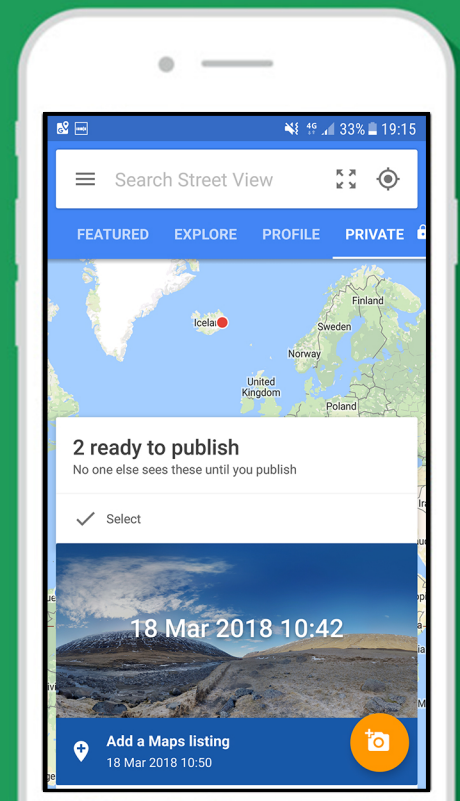 4G 33% 19:15
Search Street View
FEATURED EXPLORE PROFILE PRIVATE
Finland
Icela
Sweden
Norway
United
Kingdom
Poland
2 ready to publish
No one else sees these until you publish
Select
18 Mar 2018 10:42
Add a Maps listing
18 Mar 2018 10:50